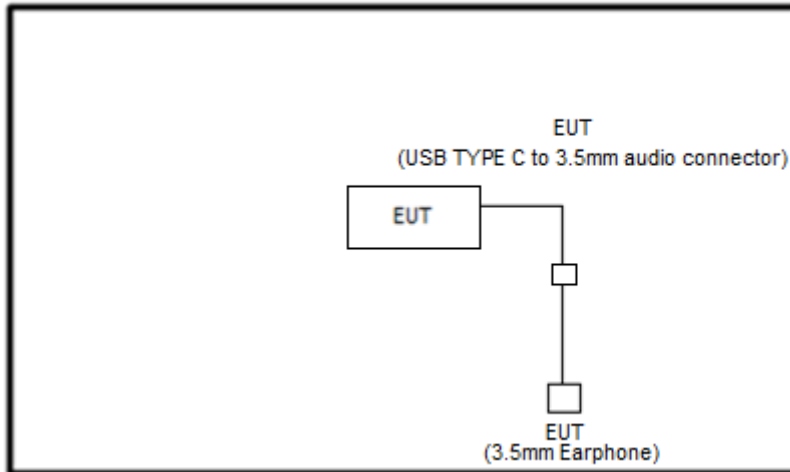 EUT
(USB TYPE C to 3.5mm audio connector)
EUT
EUT
(3.5mm Earphone)